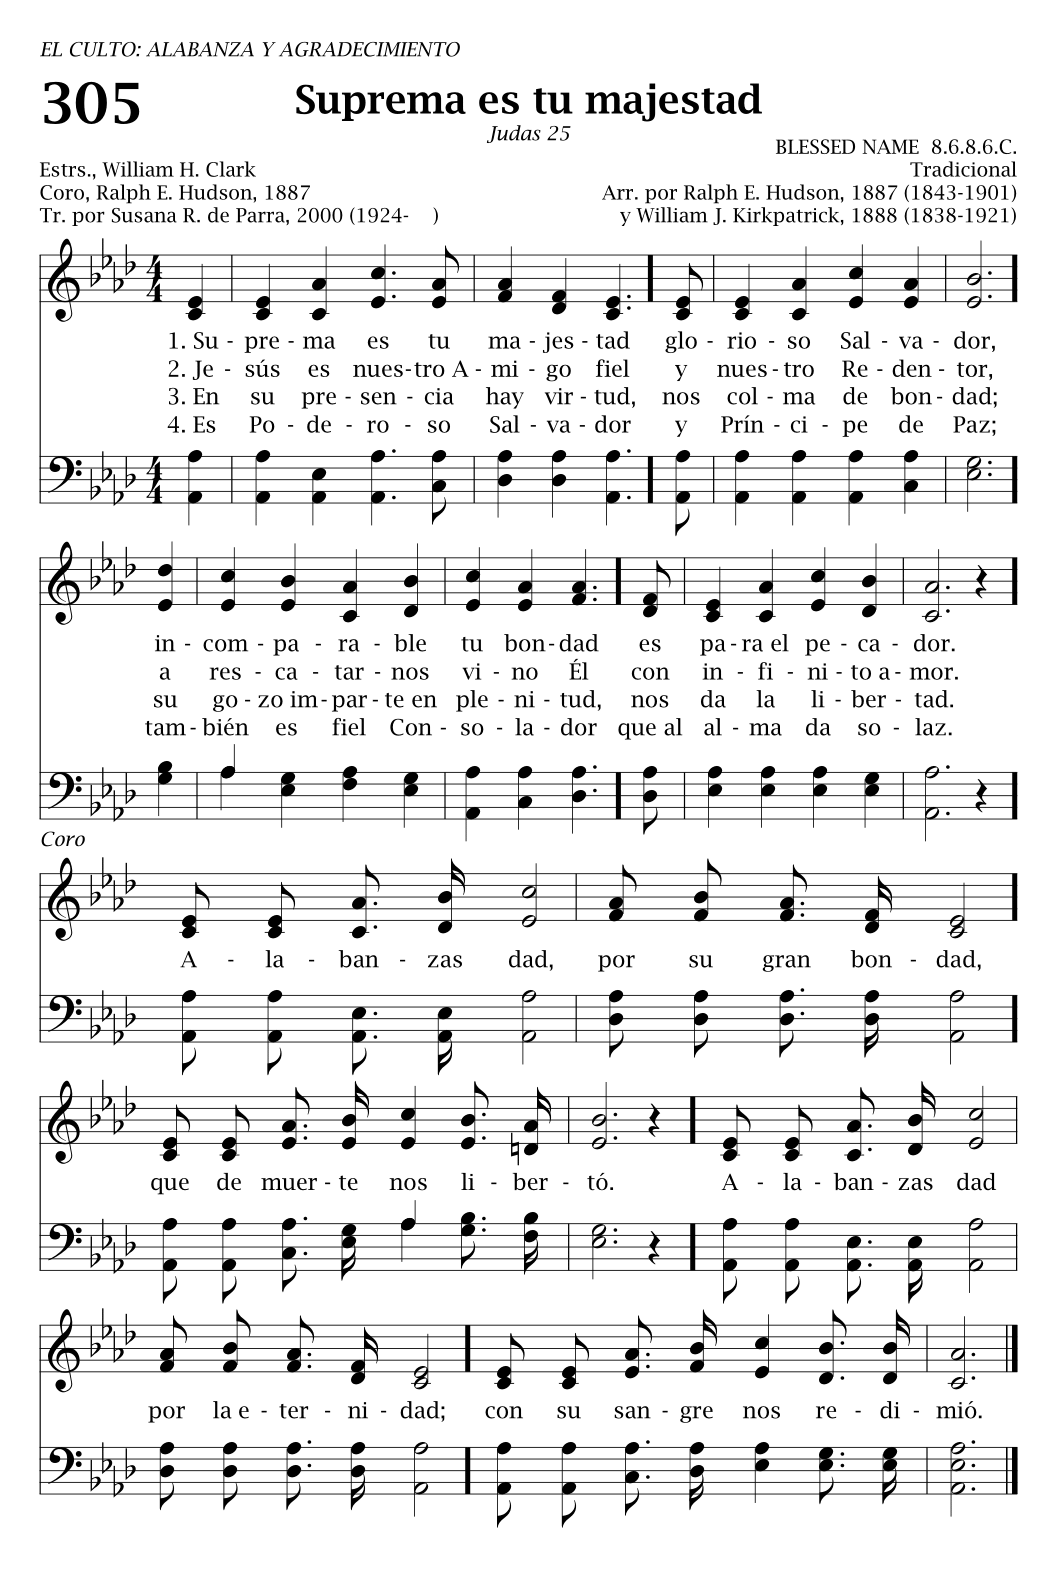 EL CULTO: ALABANZA Y AGRADECIMIENTO
305
Suprema es tu majestad
Judas 25
BLESSED NAME 8.6.8.6.C.
Estrs., William H. Clark
Tradicional
Coro, Ralph E. Hudson, 1887
Arr. por Ralph E. Hudson, 1887 (1843-1901)
Tr. por Susana R. de Parra, 2000 (1924- )
y William J. Kirkpatrick, 1888 (1838-1921)
1. Su - pre - ma es tu ma - jes - tad glo - rio - so Sal - va - dor,
2. Je - sús es nues - tro A - mi - go fiel y nues - tro Re - den - tor,
3. En su pre - sen - cia hay vir - tud, nos col - ma de bon - dad;
4. Es Po - de - ro - so Sal - va - dor y Prín - ci - pe de Paz;
in - com - pa - ra - ble tu bon - dad es pa - ra el pe - ca - dor.
a res - ca - tar - nos vi - no Él con in - fi - ni - to a - mor.
su go - zo im - par - te en ple - ni - tud, nos da la li - ber - tad.
tam - bién es fiel Con - so - la - dor que al al - ma da so - laz.
Coro
A - la - ban - zas dad, por su gran bon - dad,
que de muer - te nos li - ber - tó. A - la - ban - zas dad
por la e - ter - ni - dad; con su san - gre nos re - di - mió.